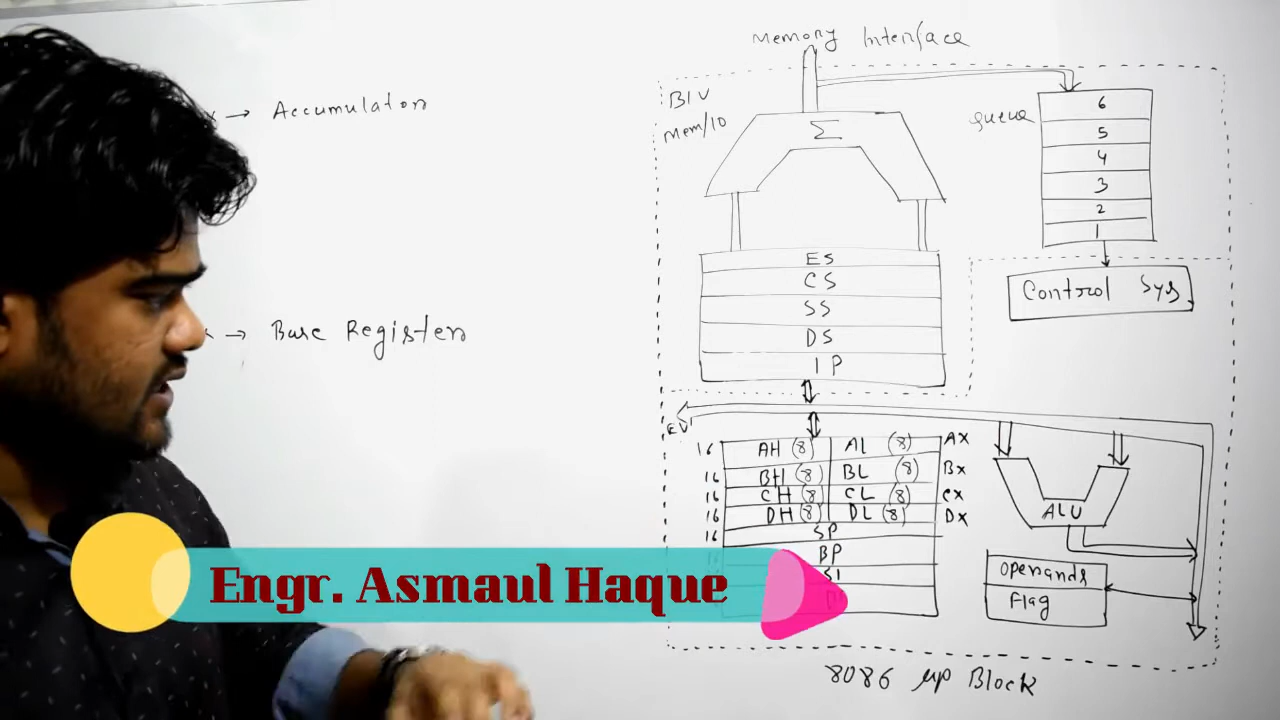 Memory Interface
x → Accumulator
BIU
Mem/IO
Σ
queue
6
5
4
3
2
1
Control Sys
ES
CS
SS
DS
IP
x → Base Register
EU
16 AH (8) AL (8) Ax
16 BH (8) BL (8) Bx
16 CH (8) CL (8) Cx
16 DH (8) DL (8) Dx
16 SP
BP
SI
ALU
Operands
Flag
Engr. Asmaul Haque
8086 μp Block